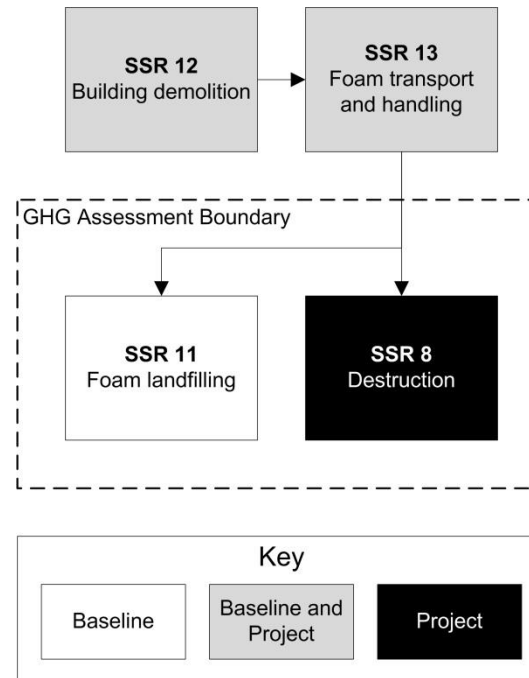 SSR 12
Building demolition
SSR 13
Foam transport
and handling
GHG Assessment Boundary
SSR 11
Foam landfilling
SSR 8
Destruction
Key
Baseline
Baseline and
Project
Project